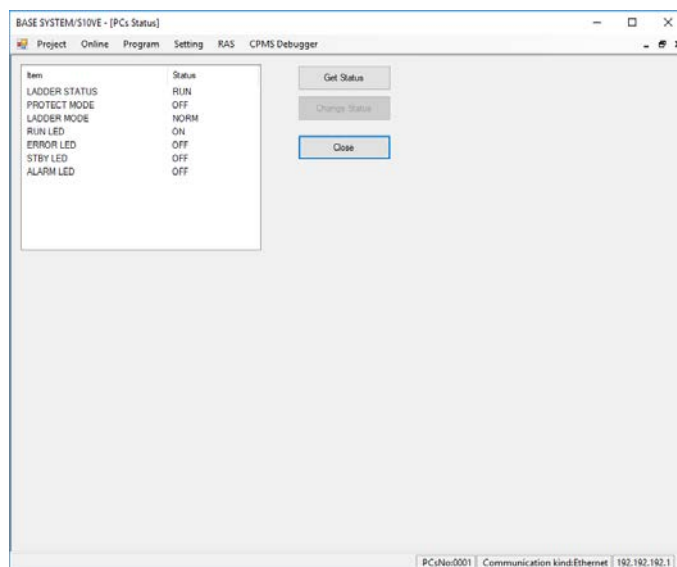 BASE SYSTEM/S10VE - [PCs Status]
Project Online Program Setting RAS CPMS Debugger
Item Status
LADDER STATUS RUN
PROTECT MODE OFF
LADDER MODE NORM
RUN LED ON
ERROR LED OFF
STBY LED OFF
ALARM LED OFF
Get Status
Change Status
Close
PCsNo:0001 Communication kind:Ethernet 192.192.192.1